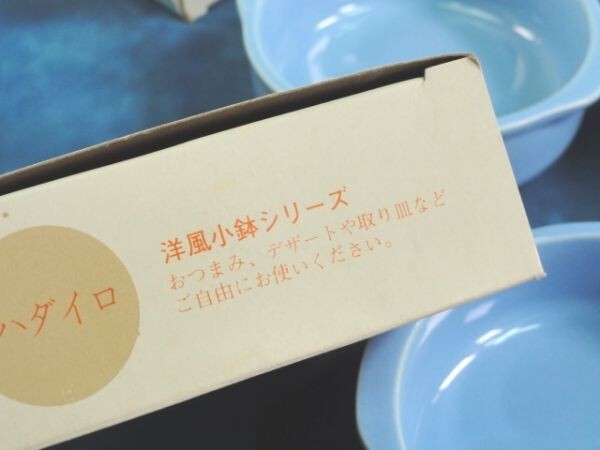 洋風小鉢シリーズ
おつまみ、デザートや取り皿など
ご自由にお使いください。
ハダイロ